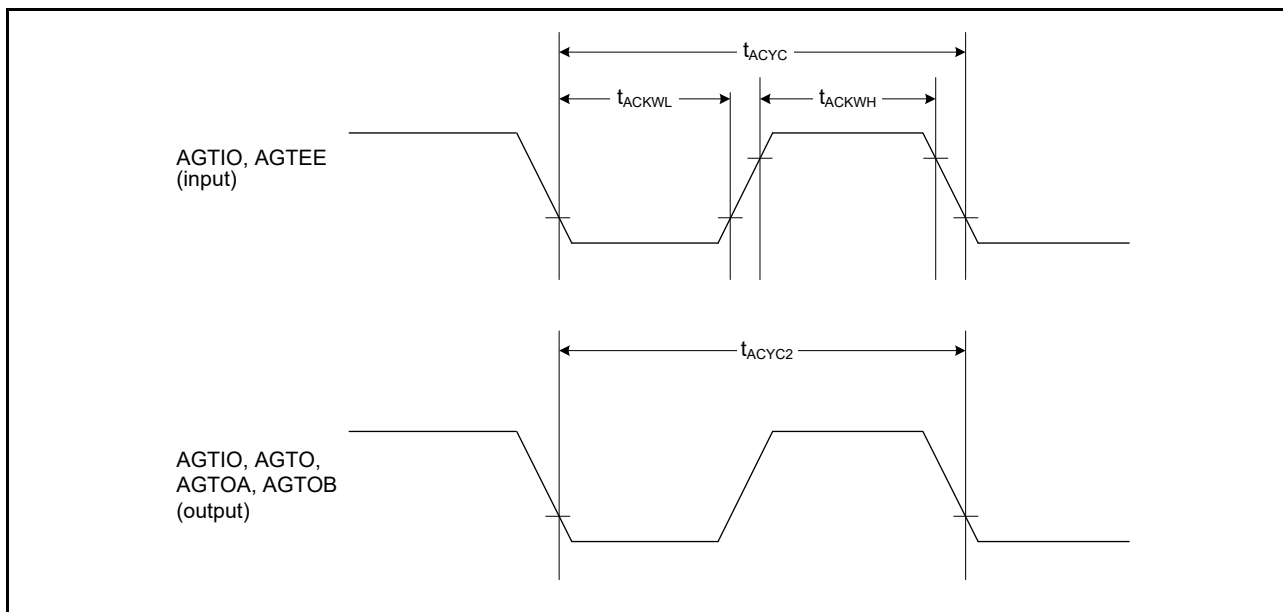 tACYC
tACKWL
tACKWH
AGTIO, AGTEE
(input)
tACYC2
AGTIO, AGTO,
AGTOA, AGTOB
(output)